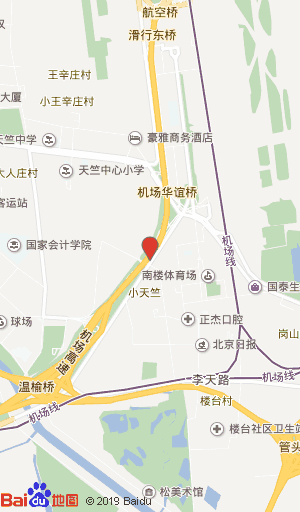 航空桥
滑行东桥
王辛庄村
大厦
小王辛庄村
天竺中学
豪雅商务酒店
天竺中心小学
大人庄村
机场华谊桥
客运站
国家会计学院
机场线
南楼体育场
国泰生
小天竺
球场
正杰口腔
机场高速
岗山
北京日报
温榆桥
李天路
机场线
机场线
楼台村
楼台社区卫生站
管头
松美术馆
Bai du 地图
© 2019 Baidu